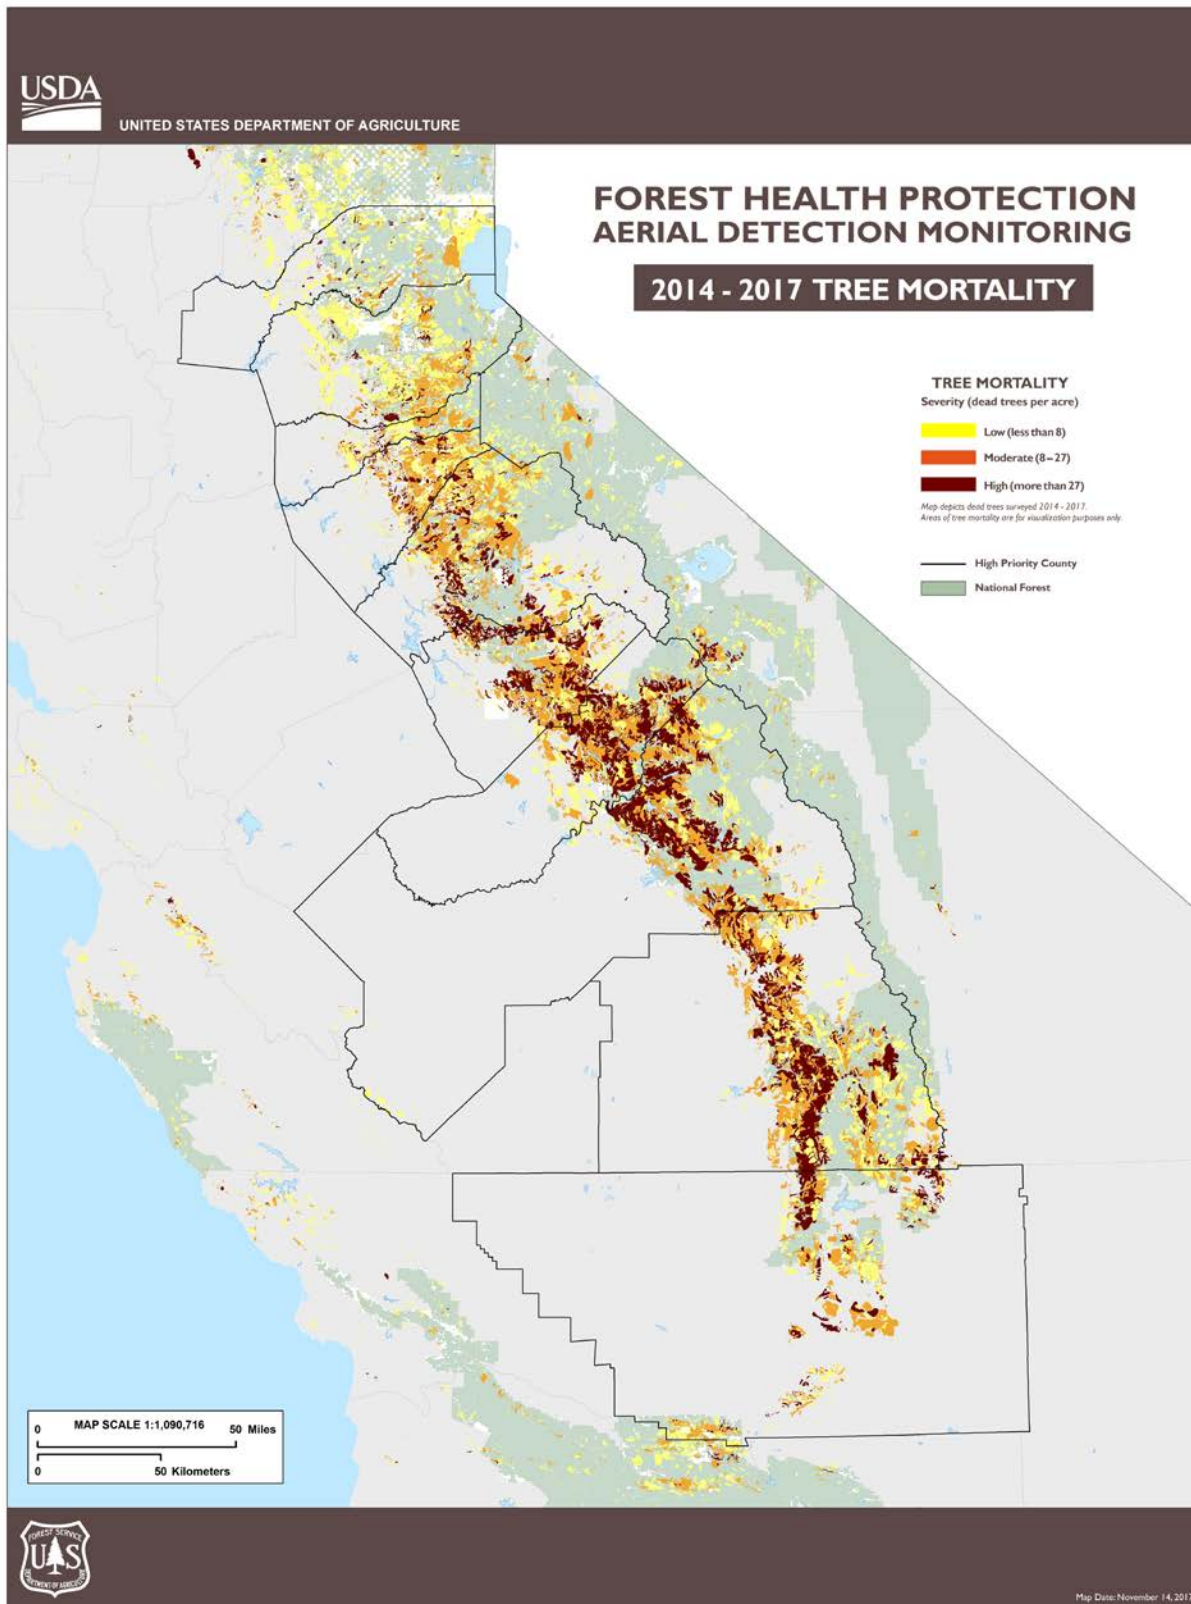 USDA
UNITED STATES DEPARTMENT OF AGRICULTURE
FOREST HEALTH PROTECTION
AERIAL DETECTION MONITORING
2014 - 2017 TREE MORTALITY
TREE MORTALITY
Severity (dead trees per acre)
Low (less than 8)
Moderate (8–27)
High (more than 27)
Map depicts dead trees surveyed 2014 - 2017.
Areas of tree mortality are for visualization purposes only.
High Priority County
National Forest
MAP SCALE 1:1,090,716
0 50 Miles
0 50 Kilometers
FOREST SERVICE
U S
DEPARTMENT OF AGRICULTURE
Map Date: November 14, 2017